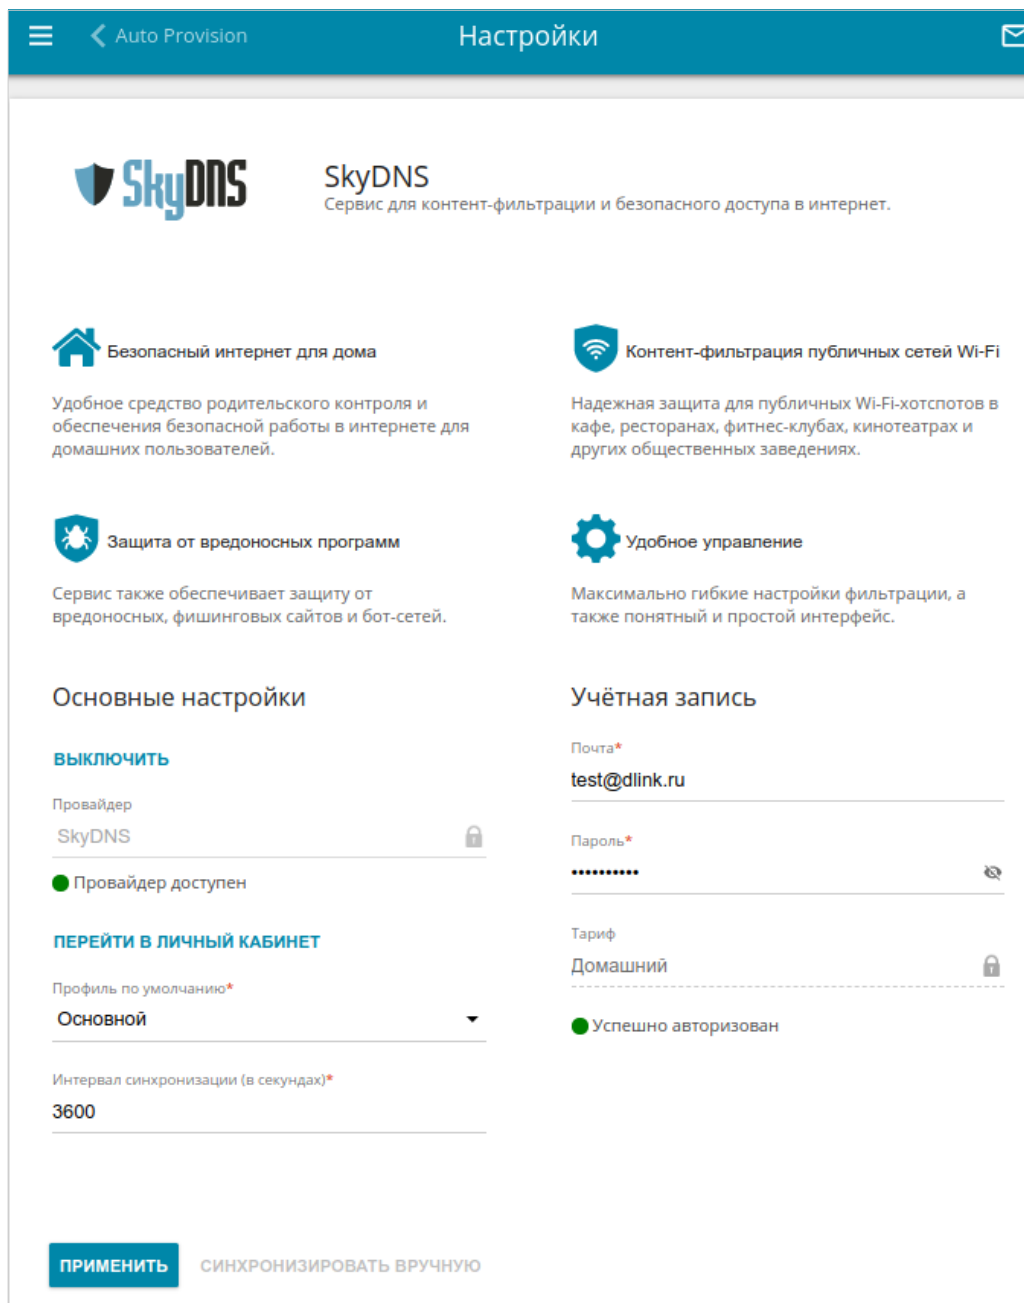 Auto Provision
Настройки
SkyDNS
SkyDNS
Сервис для контент-фильтрации и безопасного доступа в интернет.
Безопасный интернет для дома
Удобное средство родительского контроля и
обеспечения безопасной работы в интернете для
домашних пользователей.
Контент-фильтрация публичных сетей Wi-Fi
Надежная защита для публичных Wi-Fi-хотспотов в
кафе, ресторанах, фитнес-клубах, кинотеатрах и
других общественных заведениях.
Защита от вредоносных программ
Сервис также обеспечивает защиту от
вредоносных, фишинговых сайтов и бот-сетей.
Удобное управление
Максимально гибкие настройки фильтрации, а
также понятный и простой интерфейс.
Основные настройки
ВЫКЛЮЧИТЬ
Провайдер
SkyDNS
Провайдер доступен
ПЕРЕЙТИ В ЛИЧНЫЙ КАБИНЕТ
Профиль по умолчанию*
Основной
Интервал синхронизации (в секундах)*
3600
Учётная запись
Почта*
test@dlink.ru
Пароль*
••••••••••
Тариф
Домашний
Успешно авторизован
ПРИМЕНИТЬ
СИНХРОНИЗИРОВАТЬ ВРУЧНУЮ